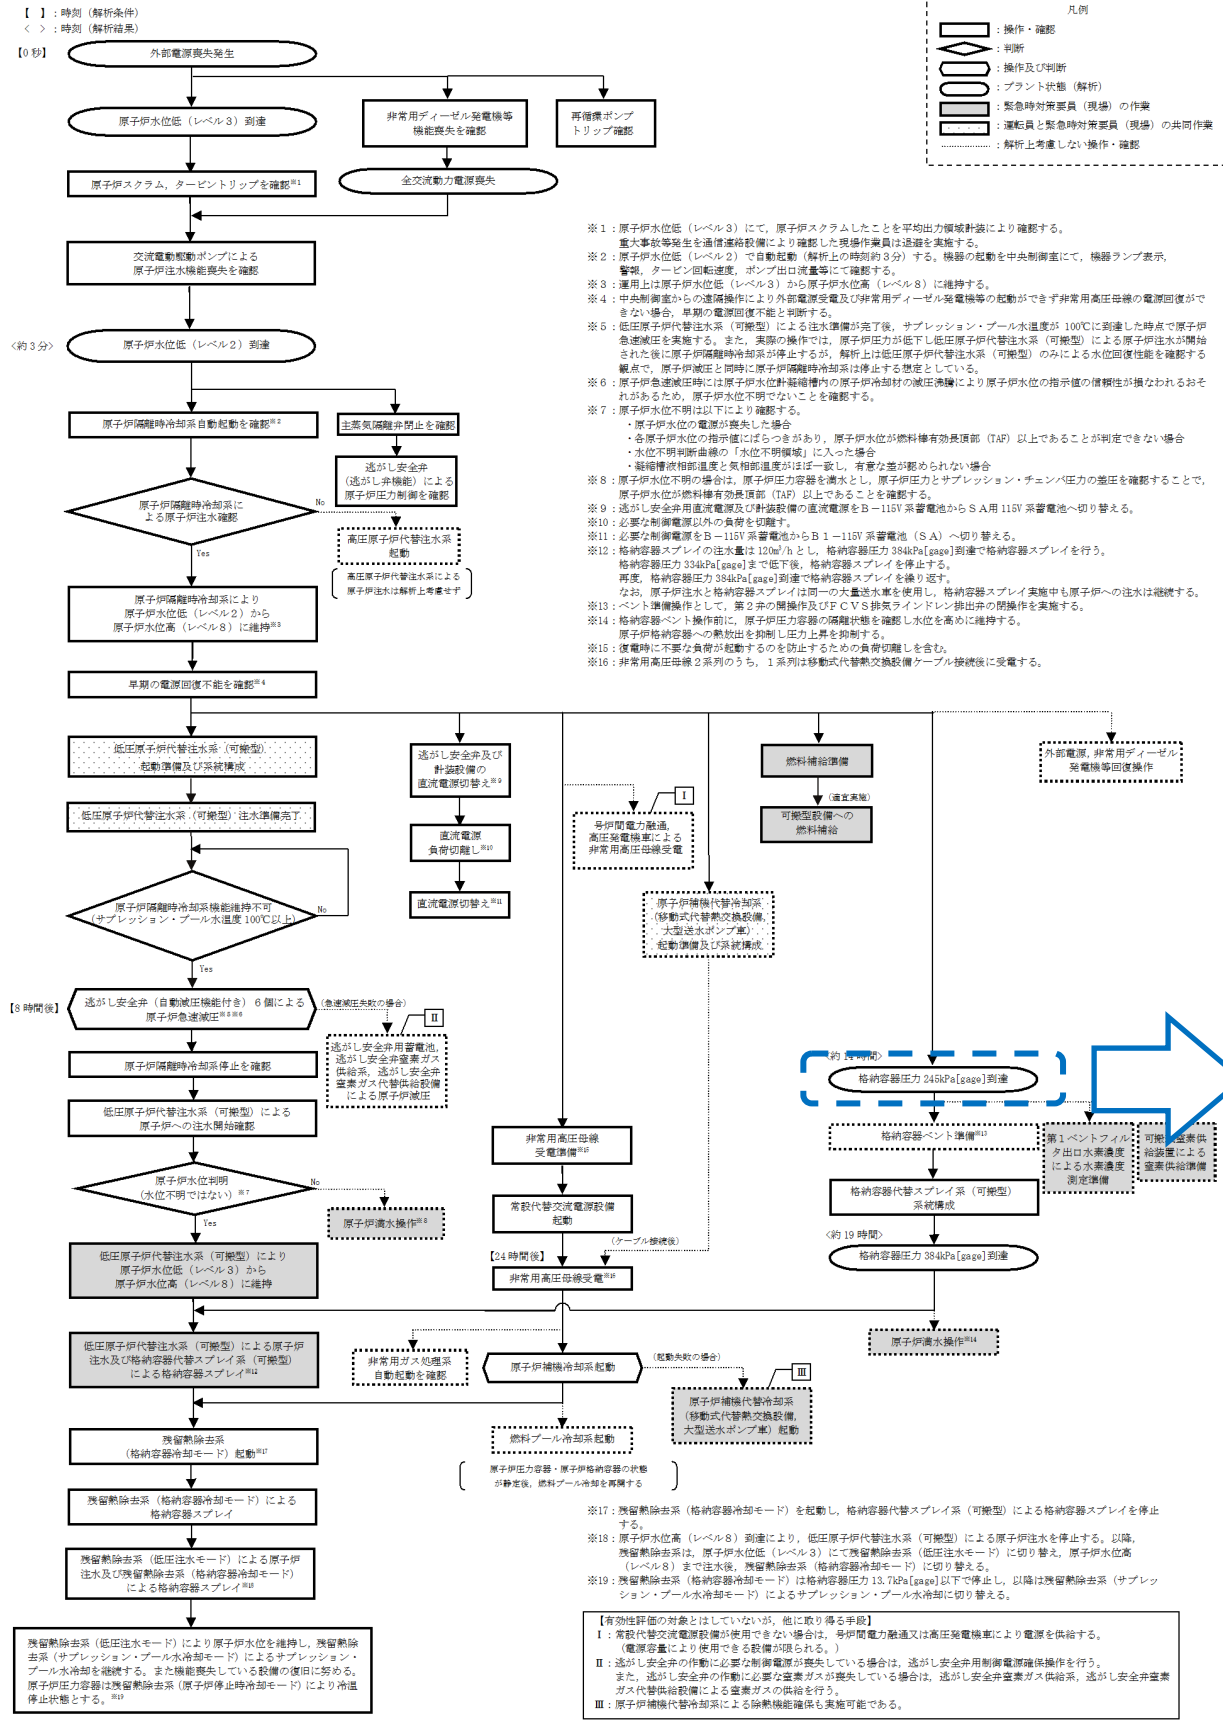 【　】：時刻（解析条件）
＜　＞：時刻（解析結果）
凡例
：操作・確認
：判断
：操作及び判断
：プラント状態（解析）
：緊急時対策要員（現場）の作業
：運転員と緊急時対策要員（現場）の共同作業
：解析上考慮しない操作・確認
【0秒】
外部電源喪失発生
原子炉水位低（レベル３）到達
非常用ディーゼル発電機等
機能喪失を確認
再循環ポンプ
トリップ確認
原子炉スクラム，タービントリップを確認※1
全交流動力電源喪失
交流電動駆動ポンプによる
原子炉注水機能喪失を確認
＜約３分＞
原子炉水位低（レベル２）到達
原子炉隔離時冷却系自動起動を確認※2
主蒸気隔離弁閉止を確認
逃がし安全弁
（逃がし弁機能）による
原子炉圧力制御を確認
原子炉隔離時冷却系に
よる原子炉注水確認
No
Yes
高圧原子炉代替注水系
起動
高圧原子炉代替注水系による
原子炉注水は解析上考慮せず
原子炉隔離時冷却系により
原子炉水位低（レベル２）から
原子炉水位高（レベル８）に維持※3
早期の電源回復不能を確認※4
※１：原子炉水位低（レベル３）にて，原子炉スクラムしたことを平均出力領域計装により確認する。
重大事故等発生を通信連絡設備により確認した現場作業員は退避を実施する。
※２：原子炉水位低（レベル２）で自動起動（解析上の時刻約３分）する。機器の起動を中央制御室にて，機器ランプ表示，
警報，タービン回転速度，ポンプ出口流量等にて確認する。
※３：運用上は原子炉水位低（レベル３）から原子炉水位高（レベル８）に維持する。
※４：中央制御室からの遠隔操作により外部電源受電及び非常用ディーゼル発電機等の起動ができず非常用高圧母線の電源回復がで
きない場合，早期の電源回復不能と判断する。
※５：低圧原子炉代替注水系（可搬型）による注水準備が完了後，サプレッション・プール水温度が 100℃に到達した時点で原子炉
急速減圧を実施する。また，実際の操作では，原子炉圧力が低下し低圧原子炉代替注水系（可搬型）による原子炉注水が開始
された後に原子炉隔離時冷却系が停止するが，解析上は低圧原子炉代替注水系（可搬型）のみによる水位回復性能を確認する
観点で，原子炉減圧と同時に原子炉隔離時冷却系は停止する想定としている。
※６：原子炉急速減圧時には原子炉水位計凝縮槽内の原子炉冷却材の減圧沸騰により原子炉水位の指示値の信頼性が損なわれるおそ
れがあるため，原子炉水位不明でないことを確認する。
※７：原子炉水位不明は以下により確認する。
・原子炉水位の電源が喪失した場合
・各原子炉水位の指示値にばらつきがあり，原子炉水位が燃料棒有効長頂部（TAF）以上であることが判定できない場合
・水位不明判断曲線の「水位不明領域」に入った場合
・凝縮槽液相部温度と気相部温度がほぼ一致し，有意な差が認められない場合
※８：原子炉水位不明の場合は，原子炉圧力容器を満水とし，原子炉圧力とサプレッション・チェンバ圧力の差圧を確認することで，
原子炉水位が燃料棒有効長頂部（TAF）以上であることを確認する。
※９：逃がし安全弁用直流電源及び計装設備の直流電源をＢ－115V 系蓄電池からＳＡ用 115V 系蓄電池へ切り替える。
※10：必要な制御電源以外の負荷を切離す。
※11：必要な制御電源をＢ－115V 系蓄電池からＢ１－115V 系蓄電池（ＳＡ）へ切り替える。
※12：格納容器スプレイの注水量は 120m³/h とし，格納容器圧力 384kPa[gage]到達で格納容器スプレイを行う。
格納容器圧力 334kPa[gage]まで低下後，格納容器スプレイを停止する。
再度，格納容器圧力 384kPa[gage]到達で格納容器スプレイを繰り返す。
なお，原子炉注水と格納容器スプレイは同一の大量送水車を使用し，格納容器スプレイ実施中も原子炉への注水は継続する。
※13：ベント準備操作として，第２弁の開操作及びＦＣＶＳ排気ラインドレン排出弁の閉操作を実施する。
※14：格納容器ベント操作前に，原子炉圧力容器の隔離状態を確認し水位を高めに維持する。
原子炉格納容器への熱放出を抑制し圧力上昇を抑制する。
※15：復電時に不要な負荷が起動するのを防止するための負荷切離しを含む。
※16：非常用高圧母線２系列のうち，１系列は移動式代替熱交換設備ケーブル接続後に受電する。
低圧原子炉代替注水系（可搬型）
起動準備及び系統構成
低圧原子炉代替注水系（可搬型）注水準備完了
逃がし安全弁及び
計装設備の
直流電源切替え※9
直流電源
負荷切離し※10
直流電源切替え※11
Ⅰ
号炉間電力融通，
高圧発電機車による
非常用高圧母線受電
原子炉補機代替冷却系
（移動式代替熱交換設備，
大型送水ポンプ車）
起動準備及び系統構成
燃料補給準備
（適宜実施）
可搬型設備への
燃料補給
外部電源，非常用ディーゼル
発電機等回復操作
原子炉隔離時冷却系機能維持不可
（サプレッション・プール水温度 100℃以上）
No
Yes
【8 時間後】
逃がし安全弁（自動減圧機能付き）６個による
原子炉急速減圧※5※6
（急速減圧失敗の場合）
Ⅱ
逃がし安全弁用蓄電池，
逃がし安全弁窒素ガス
供給系，逃がし安全弁
窒素ガス代替供給設備
による原子炉減圧
原子炉隔離時冷却系停止を確認
低圧原子炉代替注水系（可搬型）による
原子炉への注水開始確認
原子炉水位判明
（水位不明ではない）※7
No
Yes
原子炉満水操作※8
低圧原子炉代替注水系（可搬型）により
原子炉水位低（レベル３）から
原子炉水位高（レベル８）に維持
非常用高圧母線
受電準備※15
常設代替交流電源設備
起動
（ケーブル接続後）
【24 時間後】
非常用高圧母線受電※16
＜約 14 時間＞
格納容器圧力 245kPa[gage]到達
格納容器ベント準備※13
第１ベントフィル
タ出口水素濃度
による水素濃度
測定準備
可搬式窒素供
給装置による
窒素供給準備
格納容器代替スプレイ系（可搬型）
系統構成
＜約 19 時間＞
格納容器圧力 384kPa[gage]到達
原子炉満水操作※14
低圧原子炉代替注水系（可搬型）による原子炉
注水及び格納容器代替スプレイ系（可搬型）
による格納容器スプレイ※12
非常用ガス処理系
自動起動を確認
原子炉補機冷却系起動
（起動失敗の場合）
Ⅲ
原子炉補機代替冷却系
（移動式代替熱交換設備，
大型送水ポンプ車）起動
燃料プール冷却系起動
原子炉圧力容器・原子炉格納容器の状態
が静定後，燃料プール冷却を再開する
残留熱除去系
（格納容器冷却モード）起動※17
残留熱除去系（格納容器冷却モード）による
格納容器スプレイ
残留熱除去系（低圧注水モード）による原子炉
注水及び残留熱除去系（格納容器冷却モード）
による格納容器スプレイ※18
残留熱除去系（低圧注水モード）により原子炉水位を維持し，残留熱除
去系（サプレッション・プール水冷却モード）によるサプレッション・
プール水冷却を継続する。また機能喪失している設備の復旧に努める。
原子炉圧力容器は残留熱除去系（原子炉停止時冷却モード）により冷温
停止状態とする。※19
※17：残留熱除去系（格納容器冷却モード）を起動し，格納容器代替スプレイ系（可搬型）による格納容器スプレイを停止
する。
※18：原子炉水位高（レベル８）到達により，低圧原子炉代替注水系（可搬型）による原子炉注水を停止する。以降，
残留熱除去系は，原子炉水位低（レベル３）にて残留熱除去系（低圧注水モード）に切り替え，原子炉水位高
（レベル８）まで注水後，残留熱除去系（格納容器冷却モード）に切り替える。
※19：残留熱除去系（格納容器冷却モード）は格納容器圧力 13.7kPa[gage]以下で停止し，以降は残留熱除去系（サプレッ
ション・プール水冷却モード）によるサプレッション・プール水冷却に切り替える。
【有効性評価の対象とはしていないが，他に取り得る手段】
Ⅰ：常設代替交流電源設備が使用できない場合は，号炉間電力融通又は高圧発電機車により電源を供給する。
（電源容量により使用できる設備が限られる。）
Ⅱ：逃がし安全弁の作動に必要な制御電源が喪失している場合は，逃がし安全弁用制御電源確保操作を行う。
また，逃がし安全弁の作動に必要な窒素ガスが喪失している場合は，逃がし安全弁窒素ガス供給系，逃がし安全弁窒素
ガス代替供給設備による窒素ガスの供給を行う。
Ⅲ：原子炉補機代替冷却系による除熱機能確保も実施可能である。